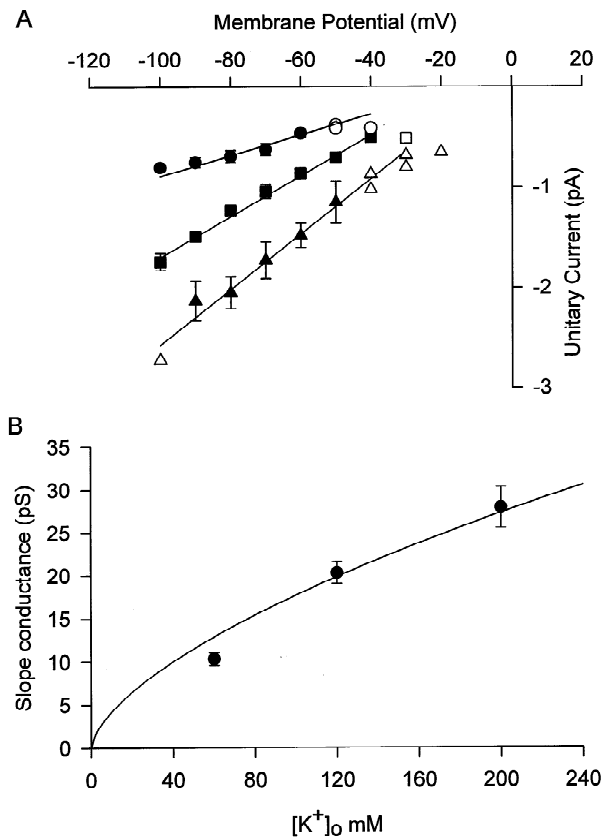 A
Membrane Potential (mV)
-120 -100 -80 -60 -40 -20 0 20
-1
-2
-3
Unitary Current (pA)
B
35
30
25
20
15
10
5
0
Slope conductance (pS)
0 40 80 120 160 200 240
[K+]o mM